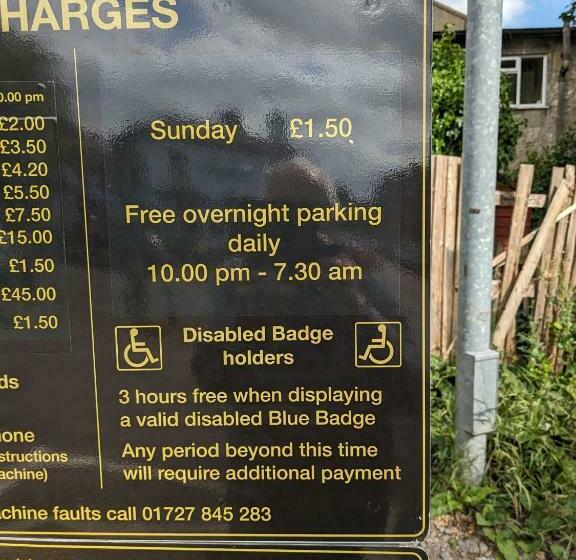 HARGES
0.00 pm
£2.00
£3.50
£4.20
£5.50
£7.50
£15.00
£1.50
£45.00
£1.50
ds
one
structions
achine)
Sunday £1.50
Free overnight parking
daily
10.00 pm - 7.30 am
Disabled Badge
holders
3 hours free when displaying
a valid disabled Blue Badge
Any period beyond this time
will require additional payment
achine faults call 01727 845 283